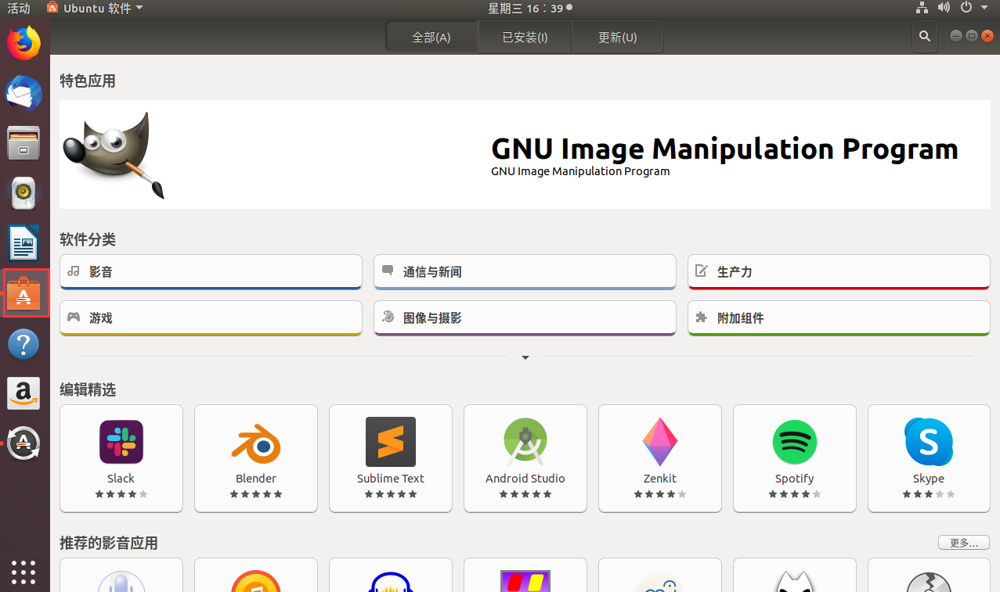 活动 Ubuntu 软件 星期三 16：39
全部(A) 已安装(I) 更新(U)
特色应用
GNU Image Manipulation Program
GNU Image Manipulation Program
软件分类
影音 通信与新闻 生产力
游戏 图像与摄影 附加组件
编辑精选
Slack Blender Sublime Text Android Studio Zenkit Spotify Skype
推荐的影音应用 更多...